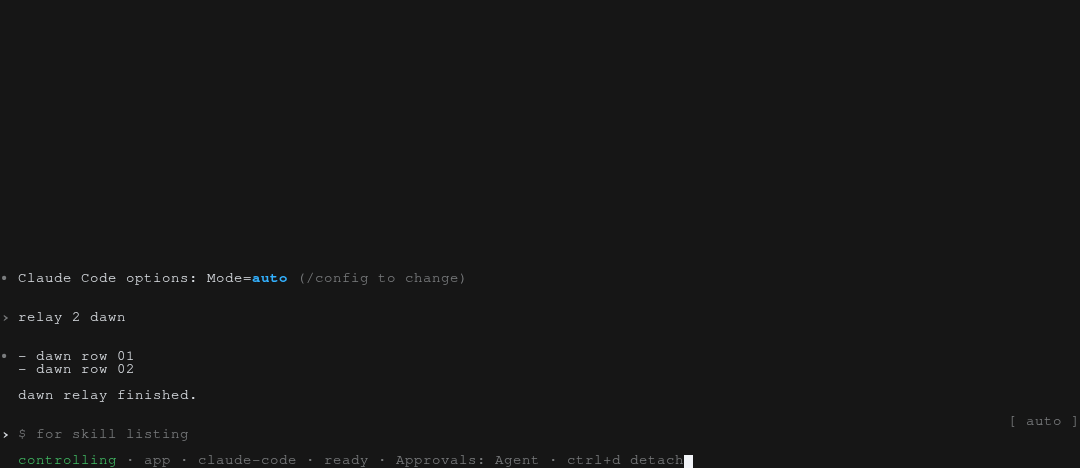 • Claude Code options: Mode=auto (/config to change)
› relay 2 dawn
• - dawn row 01
- dawn row 02
dawn relay finished.
[ auto ]
› $ for skill listing
controlling · app · claude-code · ready · Approvals: Agent · ctrl+d detach